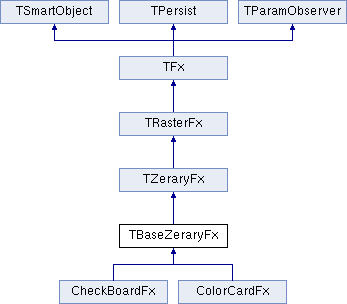 TSmartObject TPersist TParamObserver
TFx
TRasterFx
TZeraryFx
TBaseZeraryFx
CheckBoardFx ColorCardFx